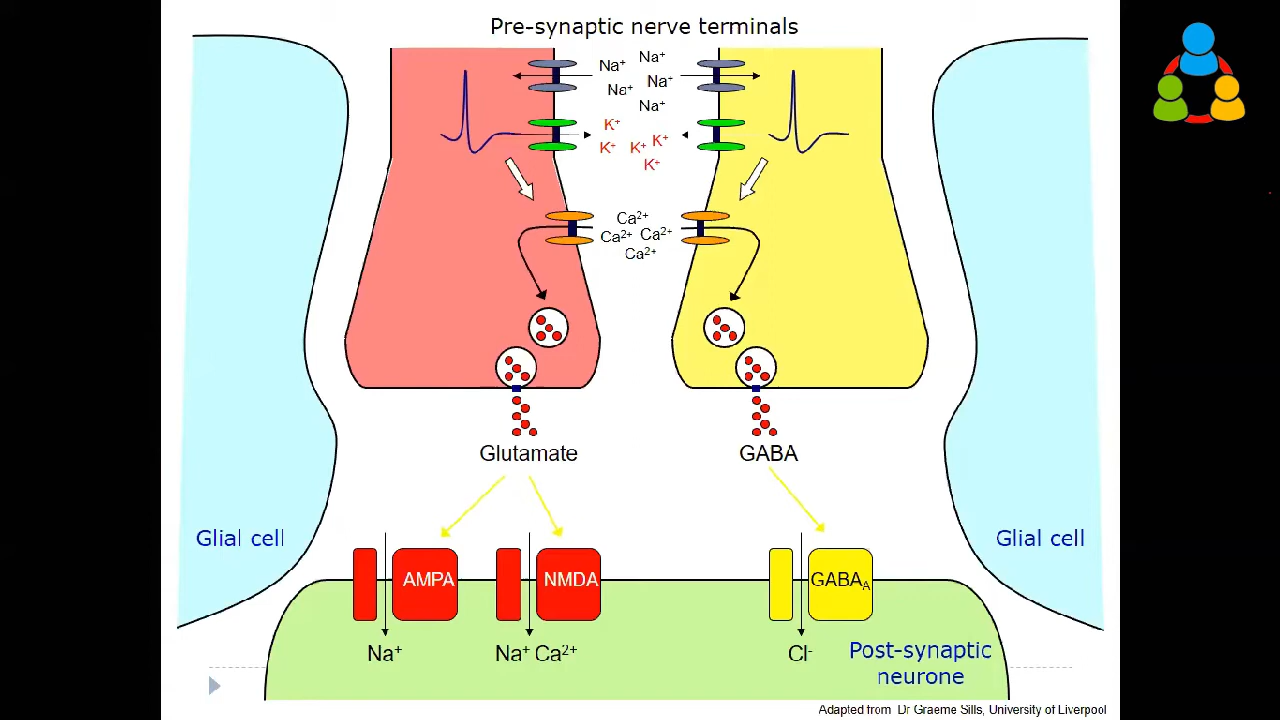 Pre-synaptic nerve terminals
Na⁺ Na⁺
Na⁺ Na⁺
Na⁺
K⁺
K⁺ K⁺ K⁺
K⁺
Ca²⁺
Ca²⁺ Ca²⁺
Ca²⁺
Glutamate
GABA
Glial cell
Glial cell
AMPA
NMDA
GABAA
Na⁺
Na⁺ Ca²⁺
Cl⁻
Post-synaptic
neurone
Adapted from Dr Graeme Sills, University of Liverpool